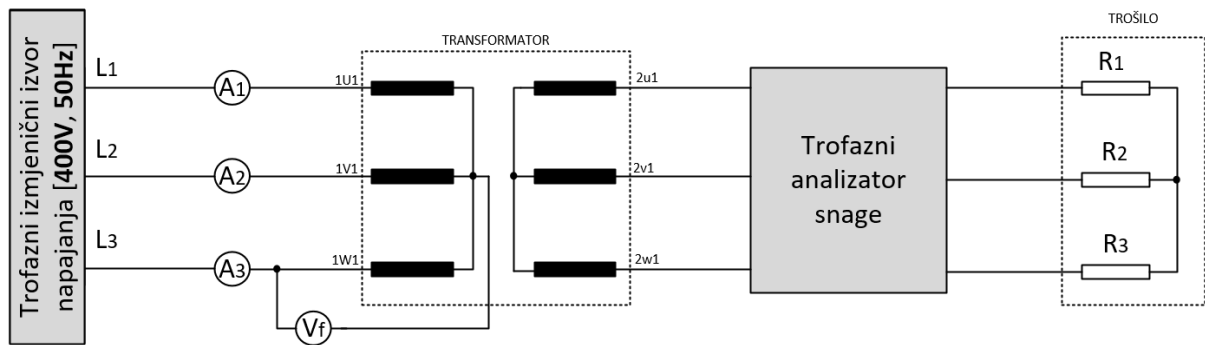 Trofazni izmjenični izvor
napajanja [400V, 50Hz]
L1
L2
L3
A1
A2
A3
Vf
TRANSFORMATOR
1U1
1V1
1W1
2u1
2v1
2w1
Trofazni
analizator
snage
TROŠILO
R1
R2
R3